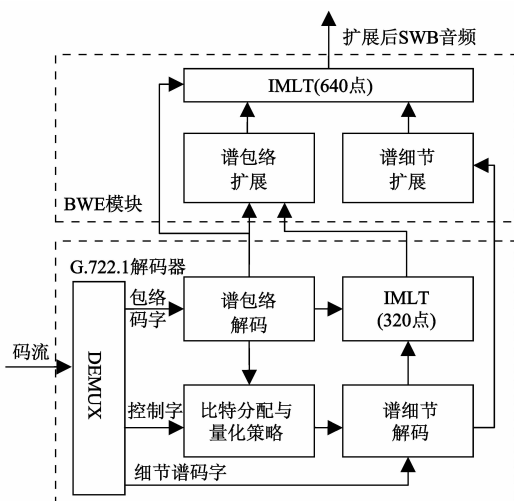 扩展后SWB音频
IMLT(640点)
谱包络
扩展
谱细节
扩展
BWE模块
G.722.1解码器
包络
码字
谱包络
解码
IMLT
(320点)
码流
DEMUX
控制字
比特分配与
量化策略
谱细节
解码
细节谱码字